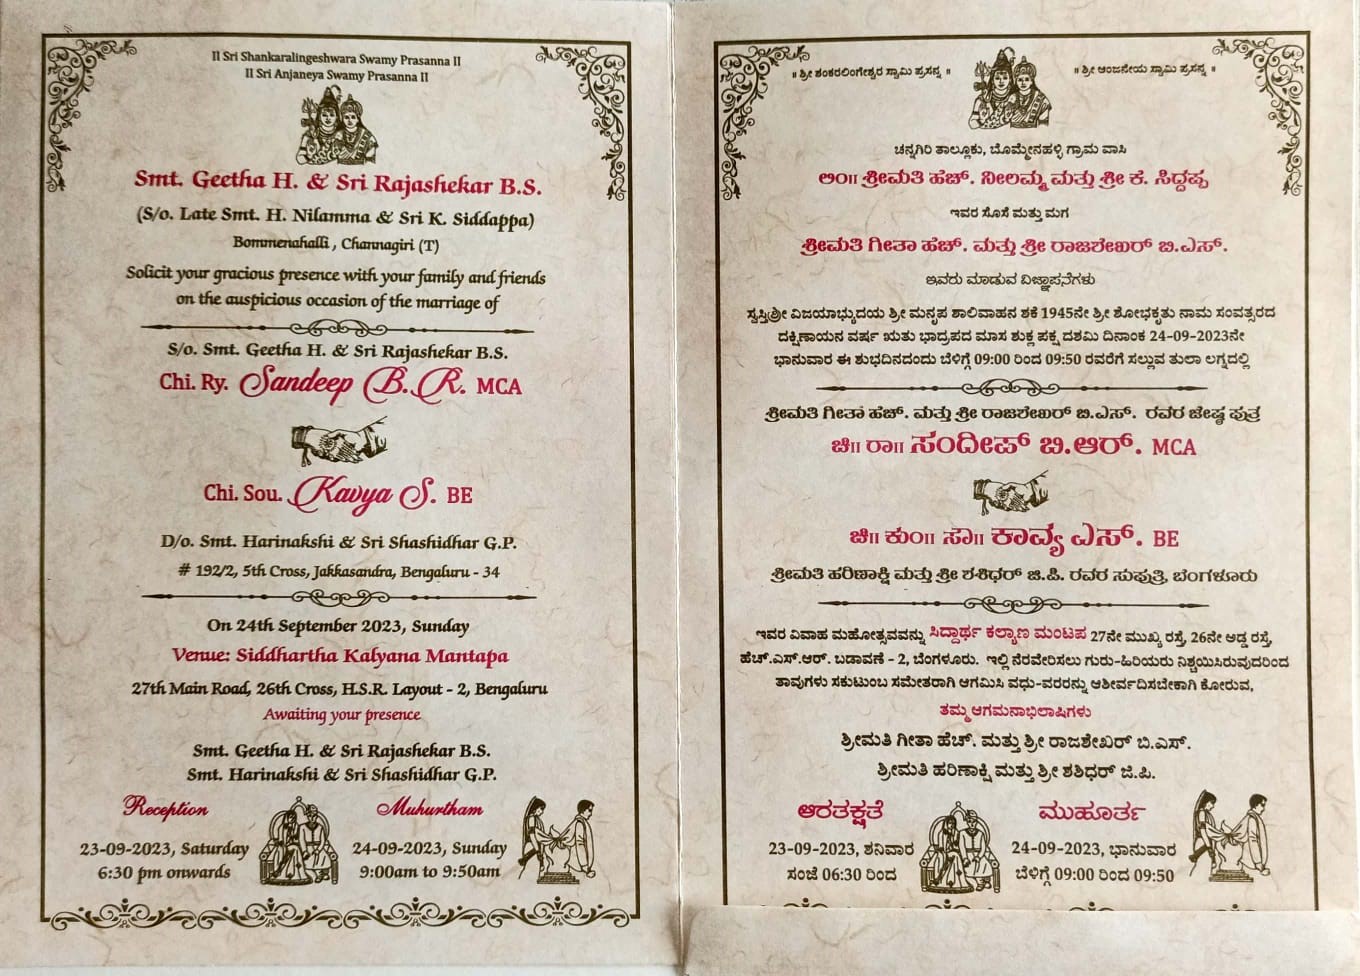 || Sri Shankaralingeshwara Swamy Prasanna ||
|| Sri Anjaneya Swamy Prasanna ||
Smt. Geetha H. & Sri Rajashekar B.S.
(S/o. Late Smt. H. Nilamma & Sri K. Siddappa)
Bommenahalli , Channagiri (T)
Solicit your gracious presence with your family and friends
on the auspicious occasion of the marriage of
S/o. Smt. Geetha H. & Sri Rajashekar B.S.
Chi. Ry. Sandeep B. R. MCA
Chi. Sou. Kavya S. BE
D/o. Smt. Harinakshi & Sri Shashidhar G.P.
# 192/2, 5th Cross, Jakkasandra, Bengaluru - 34
On 24th September 2023, Sunday
Venue: Siddhartha Kalyana Mantapa
27th Main Road, 26th Cross, H.S.R. Layout - 2, Bengaluru
Awaiting your presence
Smt. Geetha H. & Sri Rajashekar B.S.
Smt. Harinakshi & Sri Shashidhar G.P.
Reception
23-09-2023, Saturday
6:30 pm onwards
Muhurtham
24-09-2023, Sunday
9:00am to 9:50am
॥ ಶ್ರೀ ಶಂಕರಲಿಂಗೇಶ್ವರ ಸ್ವಾಮಿ ಪ್ರಸನ್ನ ॥
॥ ಶ್ರೀ ಆಂಜನೇಯ ಸ್ವಾಮಿ ಪ್ರಸನ್ನ ॥
ಚನ್ನಗಿರಿ ತಾಲ್ಲೂಕು, ಬೊಮ್ಮೇನಹಳ್ಳಿ ಗ್ರಾಮ ವಾಸಿ
ಲಿಂ॥ ಶ್ರೀಮತಿ ಹೆಚ್. ನೀಲಮ್ಮ ಮತ್ತು ಶ್ರೀ ಕೆ. ಸಿದ್ದಪ್ಪ
ಇವರ ಸೊಸೆ ಮತ್ತು ಮಗ
ಶ್ರೀಮತಿ ಗೀತಾ ಹೆಚ್. ಮತ್ತು ಶ್ರೀ ರಾಜಶೇಖರ್ ಬಿ.ಎಸ್.
ಇವರು ಮಾಡುವ ವಿಜ್ಞಾಪನೆಗಳು
ಸ್ವಸ್ತಿಶ್ರೀ ವಿಜಯಾಭ್ಯುದಯ ಶ್ರೀ ಮನೃಪ ಶಾಲಿವಾಹನ ಶಕೆ 1945ನೇ ಶ್ರೀ ಶೋಭಕೃತು ನಾಮ ಸಂವತ್ಸರದ
ದಕ್ಷಿಣಾಯನ ವರ್ಷ ಋತು ಭಾದ್ರಪದ ಮಾಸ ಶುಕ್ಲ ಪಕ್ಷ ದಶಮಿ ದಿನಾಂಕ 24-09-2023ನೇ
ಭಾನುವಾರ ಈ ಶುಭದಿನದಂದು ಬೆಳಿಗ್ಗೆ 09:00 ರಿಂದ 09:50 ರವರೆಗೆ ಸಲ್ಲುವ ತುಲಾ ಲಗ್ನದಲ್ಲಿ
ಶ್ರೀಮತಿ ಗೀತಾ ಹೆಚ್. ಮತ್ತು ಶ್ರೀ ರಾಜಶೇಖರ್ ಬಿ.ಎಸ್. ರವರ ಜೇಷ್ಠ ಪುತ್ರ
ಚಿ॥ ರಾ॥ ಸಂದೀಪ್ ಬಿ.ಆರ್. MCA
ಚಿ॥ ಕುಂ॥ ಸೌ॥ ಕಾವ್ಯ ಎಸ್. BE
ಶ್ರೀಮತಿ ಹರಿಣಾಕ್ಷಿ ಮತ್ತು ಶ್ರೀ ಶಶಿಧರ್ ಜಿ.ಪಿ. ರವರ ಸುಪುತ್ರಿ, ಬೆಂಗಳೂರು
ಇವರ ವಿವಾಹ ಮಹೋತ್ಸವವನ್ನು ಸಿದ್ದಾರ್ಥ ಕಲ್ಯಾಣ ಮಂಟಪ 27ನೇ ಮುಖ್ಯ ರಸ್ತೆ, 26ನೇ ಅಡ್ಡ ರಸ್ತೆ,
ಹೆಚ್.ಎಸ್.ಆರ್. ಬಡಾವಣೆ - 2, ಬೆಂಗಳೂರು. ಇಲ್ಲಿ ನೆರವೇರಿಸಲು ಗುರು-ಹಿರಿಯರು ನಿಶ್ಚಯಿಸಿರುವುದರಿಂದ
ತಾವುಗಳು ಸಕುಟುಂಬ ಸಮೇತರಾಗಿ ಆಗಮಿಸಿ ವಧು-ವರರನ್ನು ಆಶೀರ್ವದಿಸಬೇಕಾಗಿ ಕೋರುವ,
ತಮ್ಮ ಆಗಮನಾಭಿಲಾಷಿಗಳು
ಶ್ರೀಮತಿ ಗೀತಾ ಹೆಚ್. ಮತ್ತು ಶ್ರೀ ರಾಜಶೇಖರ್ ಬಿ.ಎಸ್.
ಶ್ರೀಮತಿ ಹರಿಣಾಕ್ಷಿ ಮತ್ತು ಶ್ರೀ ಶಶಿಧರ್ ಜಿ.ಪಿ.
ಆರತಕ್ಷತೆ
23-09-2023, ಶನಿವಾರ
ಸಂಜೆ 06:30 ರಿಂದ
ಮುಹೂರ್ತ
24-09-2023, ಭಾನುವಾರ
ಬೆಳಿಗ್ಗೆ 09:00 ರಿಂದ 09:50